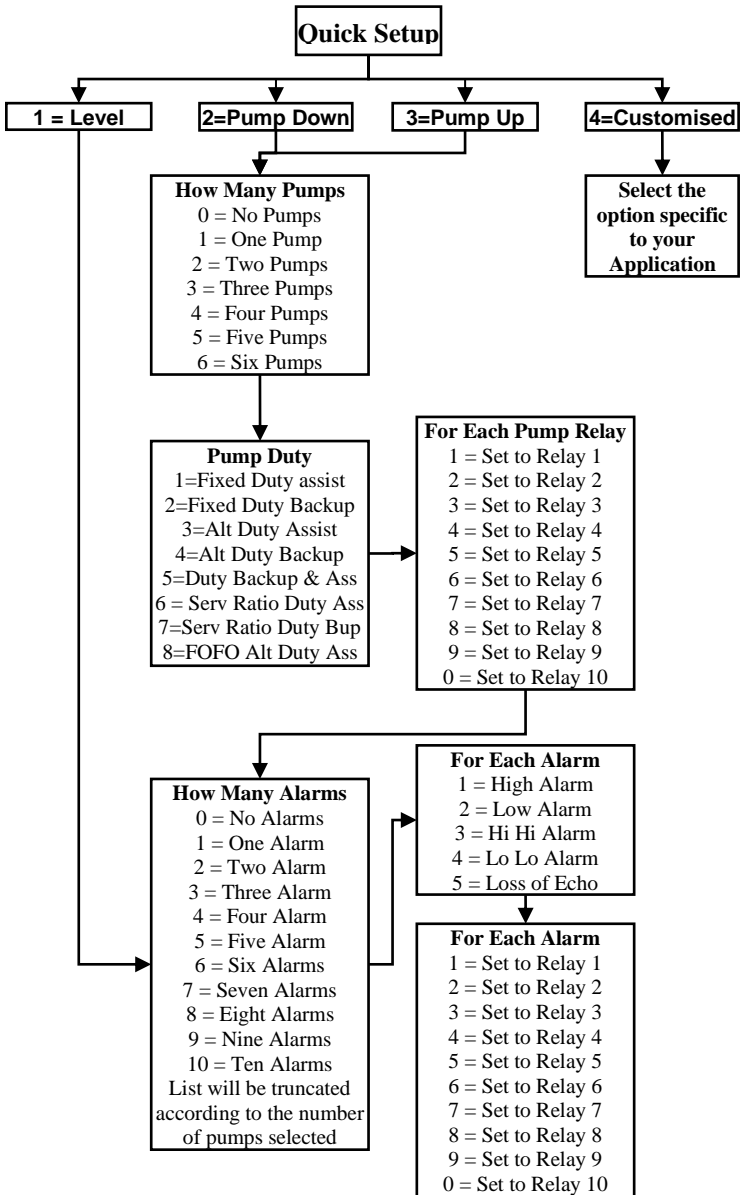 Quick Setup
1 = Level
2=Pump Down
3=Pump Up
4=Customised
How Many Pumps
0 = No Pumps
1 = One Pump
2 = Two Pumps
3 = Three Pumps
4 = Four Pumps
5 = Five Pumps
6 = Six Pumps
Select the
option specific
to your
Application
Pump Duty
1=Fixed Duty assist
2=Fixed Duty Backup
3=Alt Duty Assist
4=Alt Duty Backup
5=Duty Backup & Ass
6 = Serv Ratio Duty Ass
7=Serv Ratio Duty Bup
8=FOFO Alt Duty Ass
For Each Pump Relay
1 = Set to Relay 1
2 = Set to Relay 2
3 = Set to Relay 3
4 = Set to Relay 4
5 = Set to Relay 5
6 = Set to Relay 6
7 = Set to Relay 7
8 = Set to Relay 8
9 = Set to Relay 9
0 = Set to Relay 10
How Many Alarms
0 = No Alarms
1 = One Alarm
2 = Two Alarm
3 = Three Alarm
4 = Four Alarm
5 = Five Alarm
6 = Six Alarms
7 = Seven Alarms
8 = Eight Alarms
9 = Nine Alarms
10 = Ten Alarms
List will be truncated
according to the number
of pumps selected
For Each Alarm
1 = High Alarm
2 = Low Alarm
3 = Hi Hi Alarm
4 = Lo Lo Alarm
5 = Loss of Echo
For Each Alarm
1 = Set to Relay 1
2 = Set to Relay 2
3 = Set to Relay 3
4 = Set to Relay 4
5 = Set to Relay 5
6 = Set to Relay 6
7 = Set to Relay 7
8 = Set to Relay 8
9 = Set to Relay 9
0 = Set to Relay 10